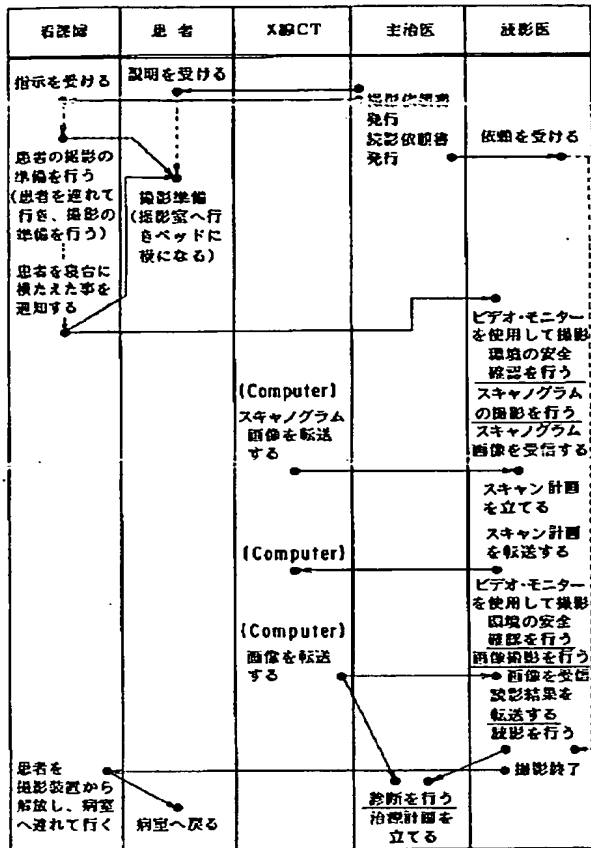 看護婦
患者
X線CT
主治医
読影医
指示を受ける
説明を受ける
撮影依頼書
発行
読影依頼書
発行
依頼を受ける
患者の撮影の
準備を行う
(患者を連れて
行き、撮影の
準備を行う)
撮影準備
(撮影室へ行
きベッドに
横になる)
患者を寝台に
横たえた事を
通知する
ビデオ・モニター
を使用して撮影
環境の安全
確認を行う
スキャノグラム
の撮影を行う
スキャノグラム
画像を受信する
(Computer)
スキャノグラム
画像を転送
する
スキャン計画
を立てる
スキャン計画
を転送する
(Computer)
ビデオ・モニター
を使用して撮影
環境の安全
確認を行う
画像撮影を行う
画像を受信
読影結果を
転送する
読影を行う
(Computer)
画像を転送
する
撮影終了
患者を
撮影装置から
解放し、病室
へ連れて行く
病室へ戻る
診断を行う
治療計画を
立てる